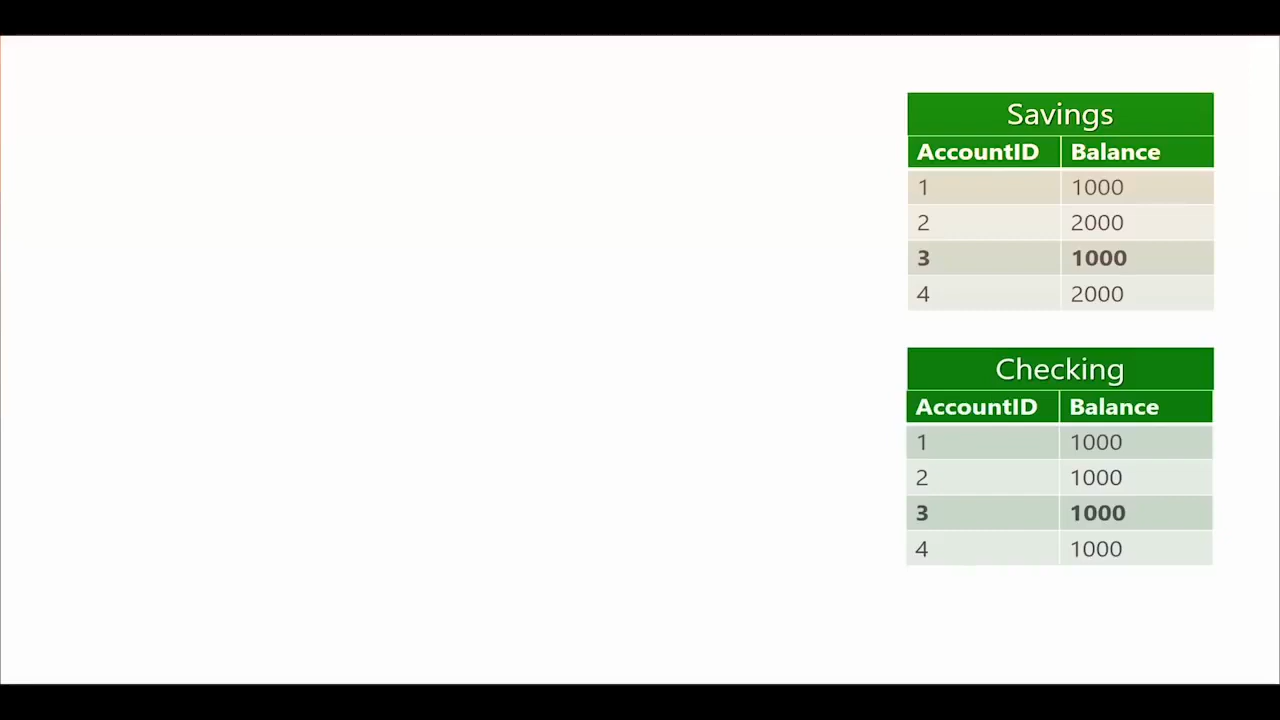 Savings
AccountID Balance
1 1000
2 2000
3 1000
4 2000
Checking
AccountID Balance
1 1000
2 1000
3 1000
4 1000